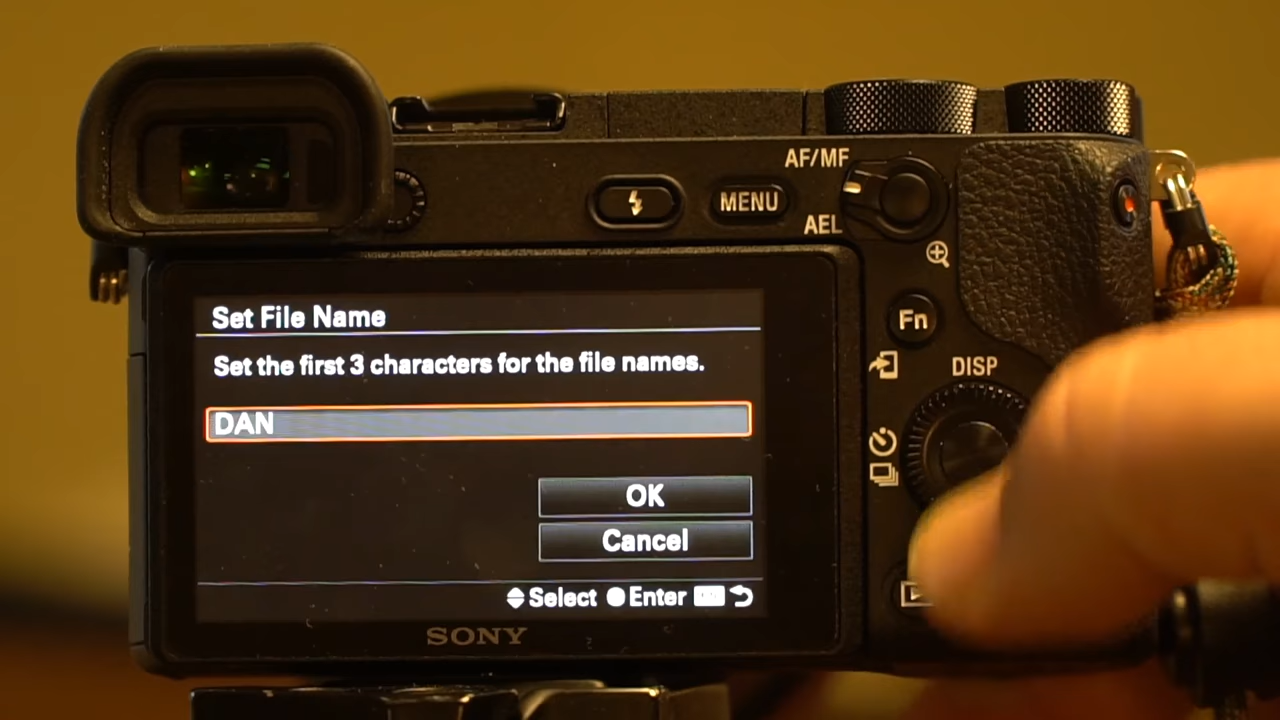 AF/MF
MENU
AEL
Fn
DISP
Set File Name
Set the first 3 characters for the file names.
DAN
OK
Cancel
Select Enter
SONY